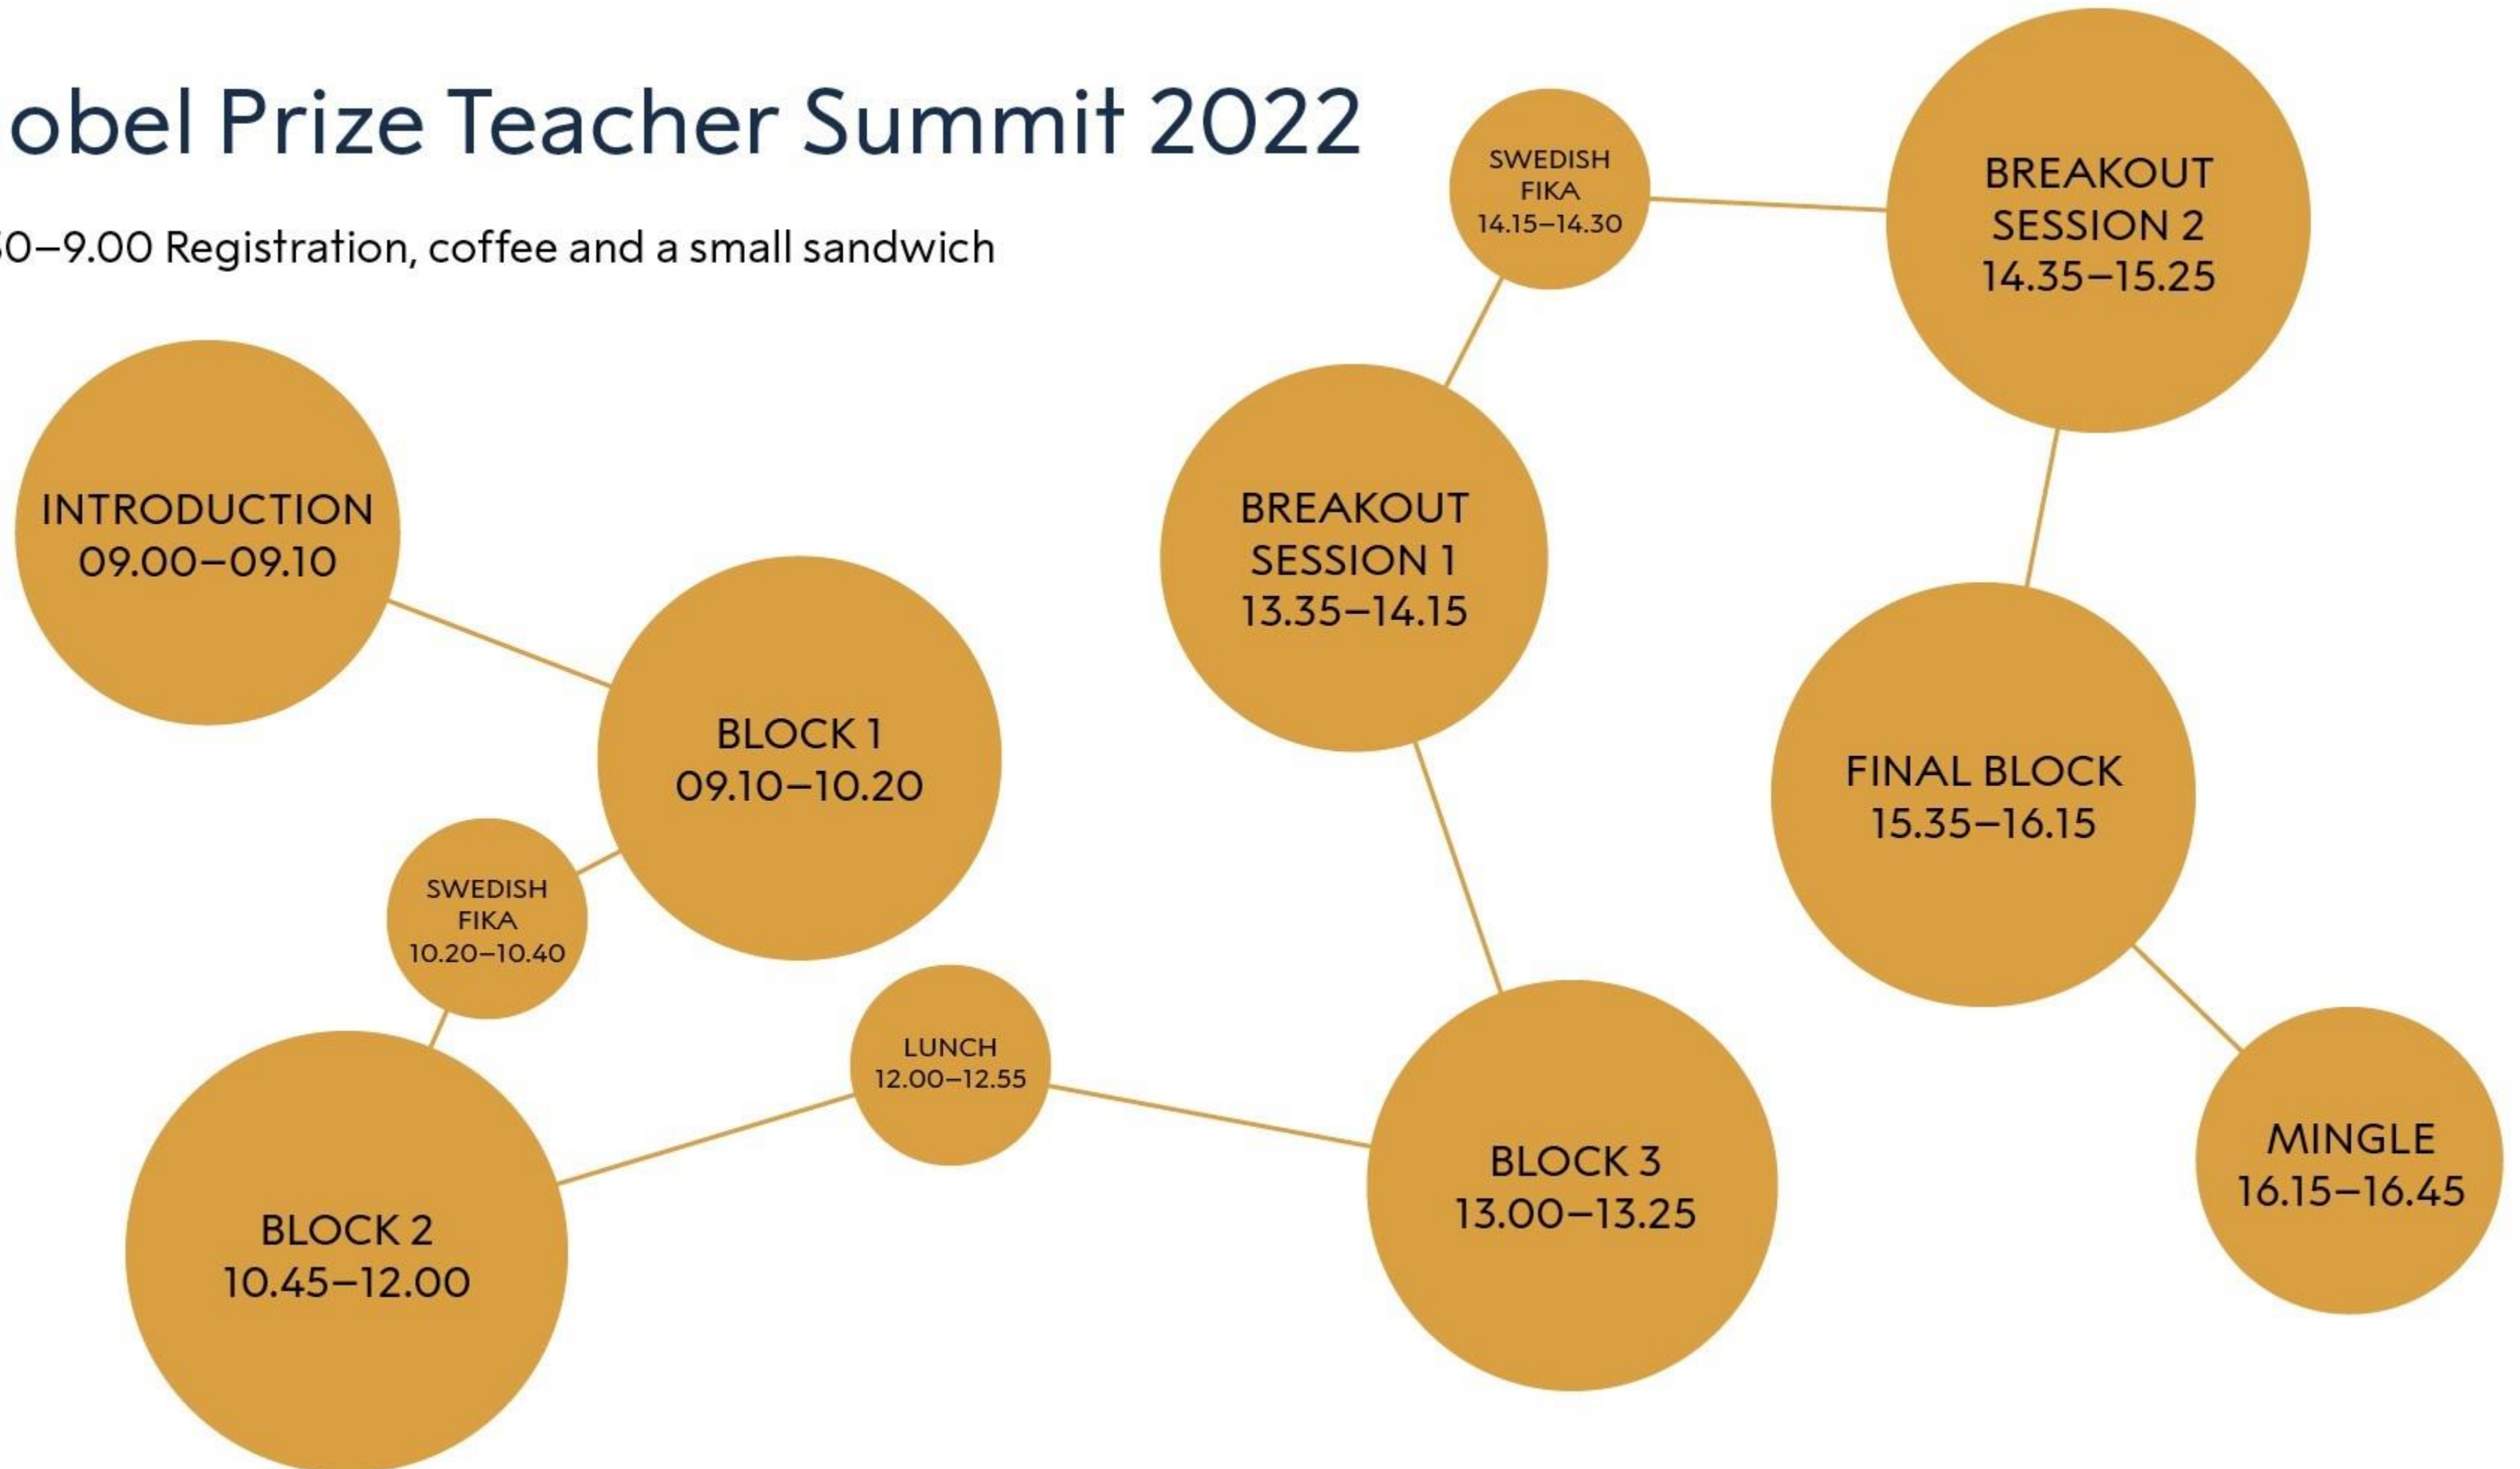 obel Prize Teacher Summit 2022
0–9.00 Registration, coffee and a small sandwich
INTRODUCTION
09.00–09.10
BLOCK 1
09.10–10.20
SWEDISH
FIKA
10.20–10.40
BLOCK 2
10.45–12.00
LUNCH
12.00–12.55
BLOCK 3
13.00–13.25
BREAKOUT
SESSION 1
13.35–14.15
SWEDISH
FIKA
14.15–14.30
BREAKOUT
SESSION 2
14.35–15.25
FINAL BLOCK
15.35–16.15
MINGLE
16.15–16.45